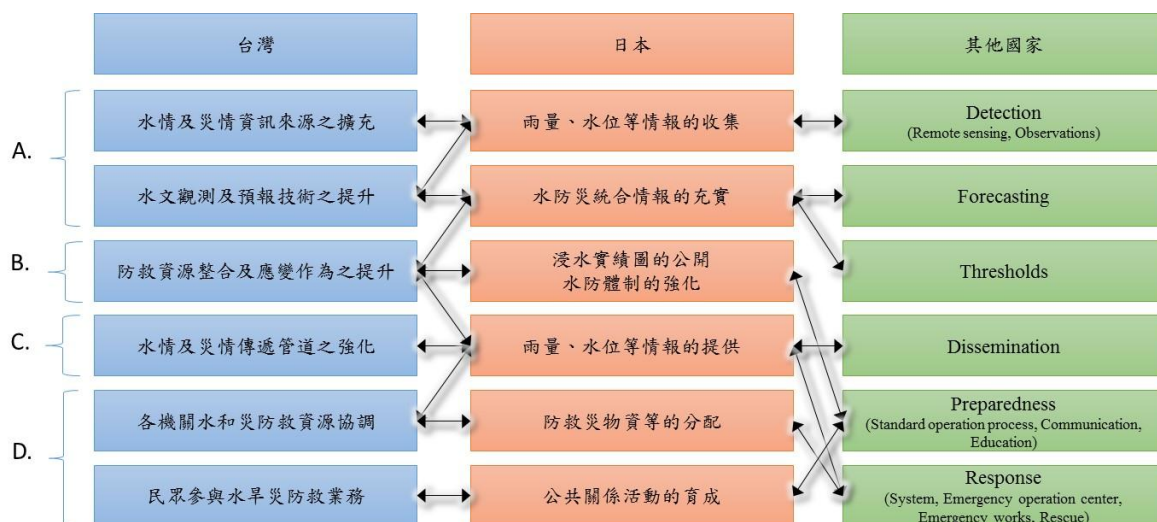 台灣
日本
其他國家
A.
水情及災情資訊來源之擴充
雨量、水位等情報的收集
Detection
(Remote sensing, Observations)
水文觀測及預報技術之提升
水防災統合情報的充實
Forecasting
B.
防救資源整合及應變作為之提升
浸水實績圖的公開
水防體制的強化
Thresholds
C.
水情及災情傳遞管道之強化
雨量、水位等情報的提供
Dissemination
D.
各機關水和災防救資源協調
防救災物資等的分配
Preparedness
(Standard operation process, Communication,
Education)
民眾參與水旱災防救業務
公共關係活動的育成
Response
(System, Emergency operation center,
Emergency works, Rescue)